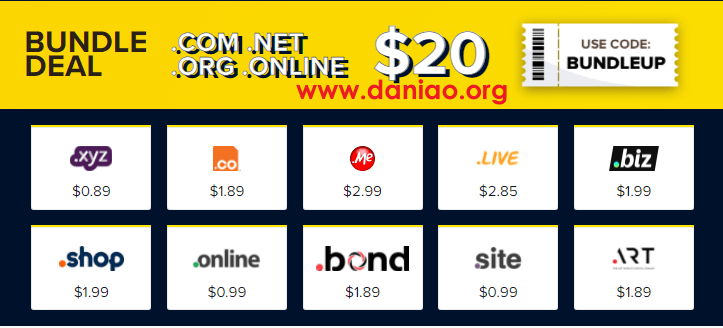 BUNDLE
DEAL
.COM .NET
.ORG .ONLINE
$20
USE CODE:
BUNDLEUP
www.daniao.org
.xyz
.co
.Me
.LIVE
.biz
$0.89
$1.89
$2.99
$2.85
$1.99
.shop
.online
.bond
.site
.ART
$1.99
$0.99
$1.89
$0.99
$1.89